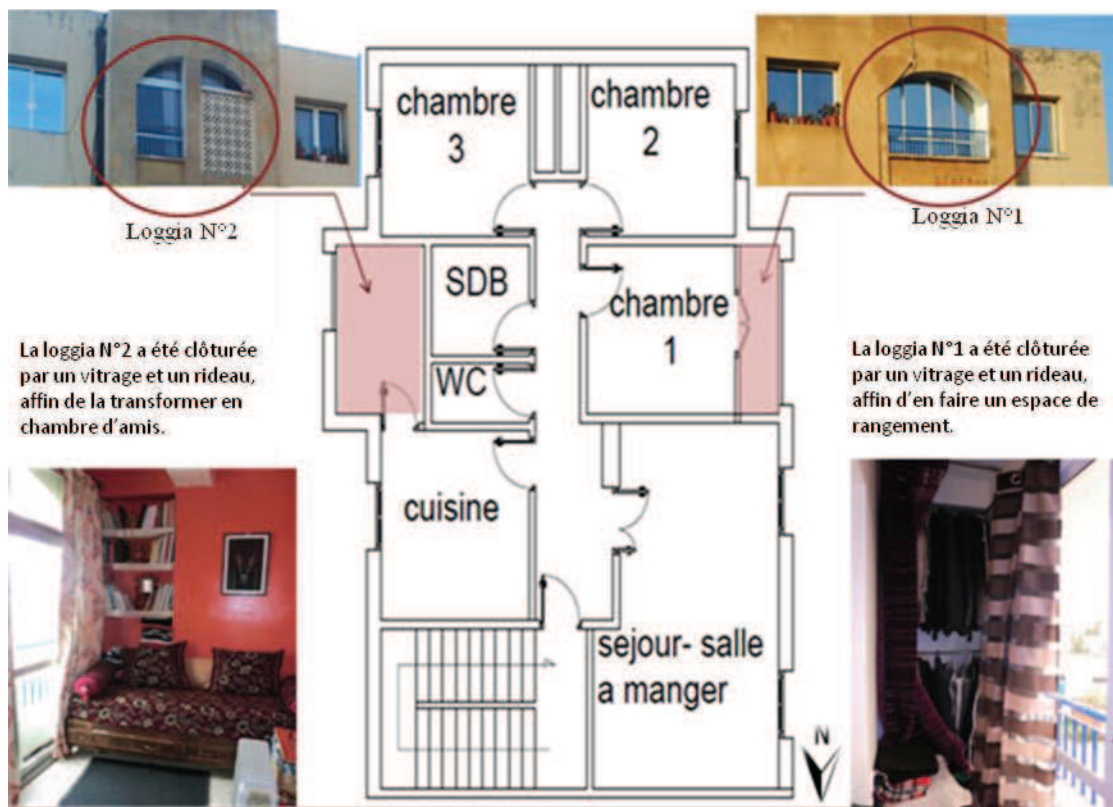 Loggia N°2
Loggia N°1
chambre
3
chambre
2
SDB
chambre
1
WC
cuisine
sejour- salle
a manger
N
La loggia N°2 a été clôturée
par un vitrage et un rideau,
affin de la transformer en
chambre d'amis.
La loggia N°1 a été clôturée
par un vitrage et un rideau,
affin d'en faire un espace de
rangement.